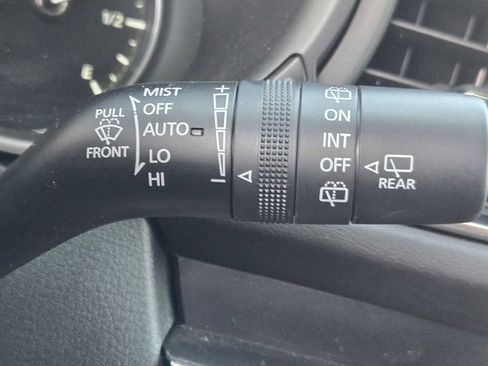 1/2
E
MIST
OFF
PULL
AUTO
FRONT
LO
HI
+
−
ON
INT
OFF
REAR